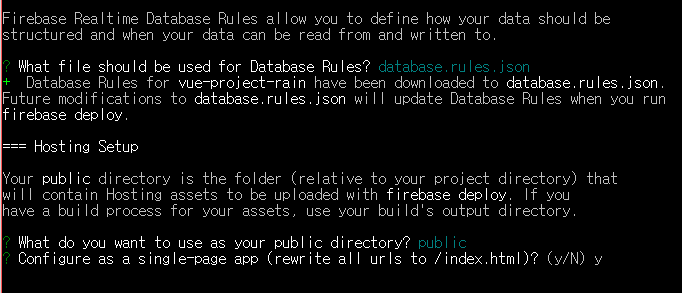 Firebase Realtime Database Rules allow you to define how your data should be
structured and when your data can be read from and written to.
? What file should be used for Database Rules? database.rules.json
+  Database Rules for vue-project-rain have been downloaded to database.rules.json.
Future modifications to database.rules.json will update Database Rules when you run
firebase deploy.
=== Hosting Setup
Your public directory is the folder (relative to your project directory) that
will contain Hosting assets to be uploaded with firebase deploy. If you
have a build process for your assets, use your build's output directory.
? What do you want to use as your public directory? public
? Configure as a single-page app (rewrite all urls to /index.html)? (y/N) y